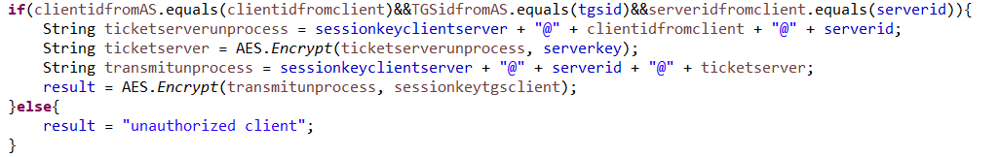 if(clientidfromAS.equals(clientidfromclient)&&TGSidfromAS.equals(tgsid)&&serveridfromclient.equals(serverid)){
    String ticketserverunprocess = sessionkeyclientserver + "@" + clientidfromclient + "@" + serverid;
    String ticketserver = AES.Encrypt(ticketserverunprocess, serverkey);
    String transmitunprocess = sessionkeyclientserver + "@" + serverid + "@" + ticketserver;
    result = AES.Encrypt(transmitunprocess, sessionkeytgsclient);
}else{
    result = "unauthorized client";
}